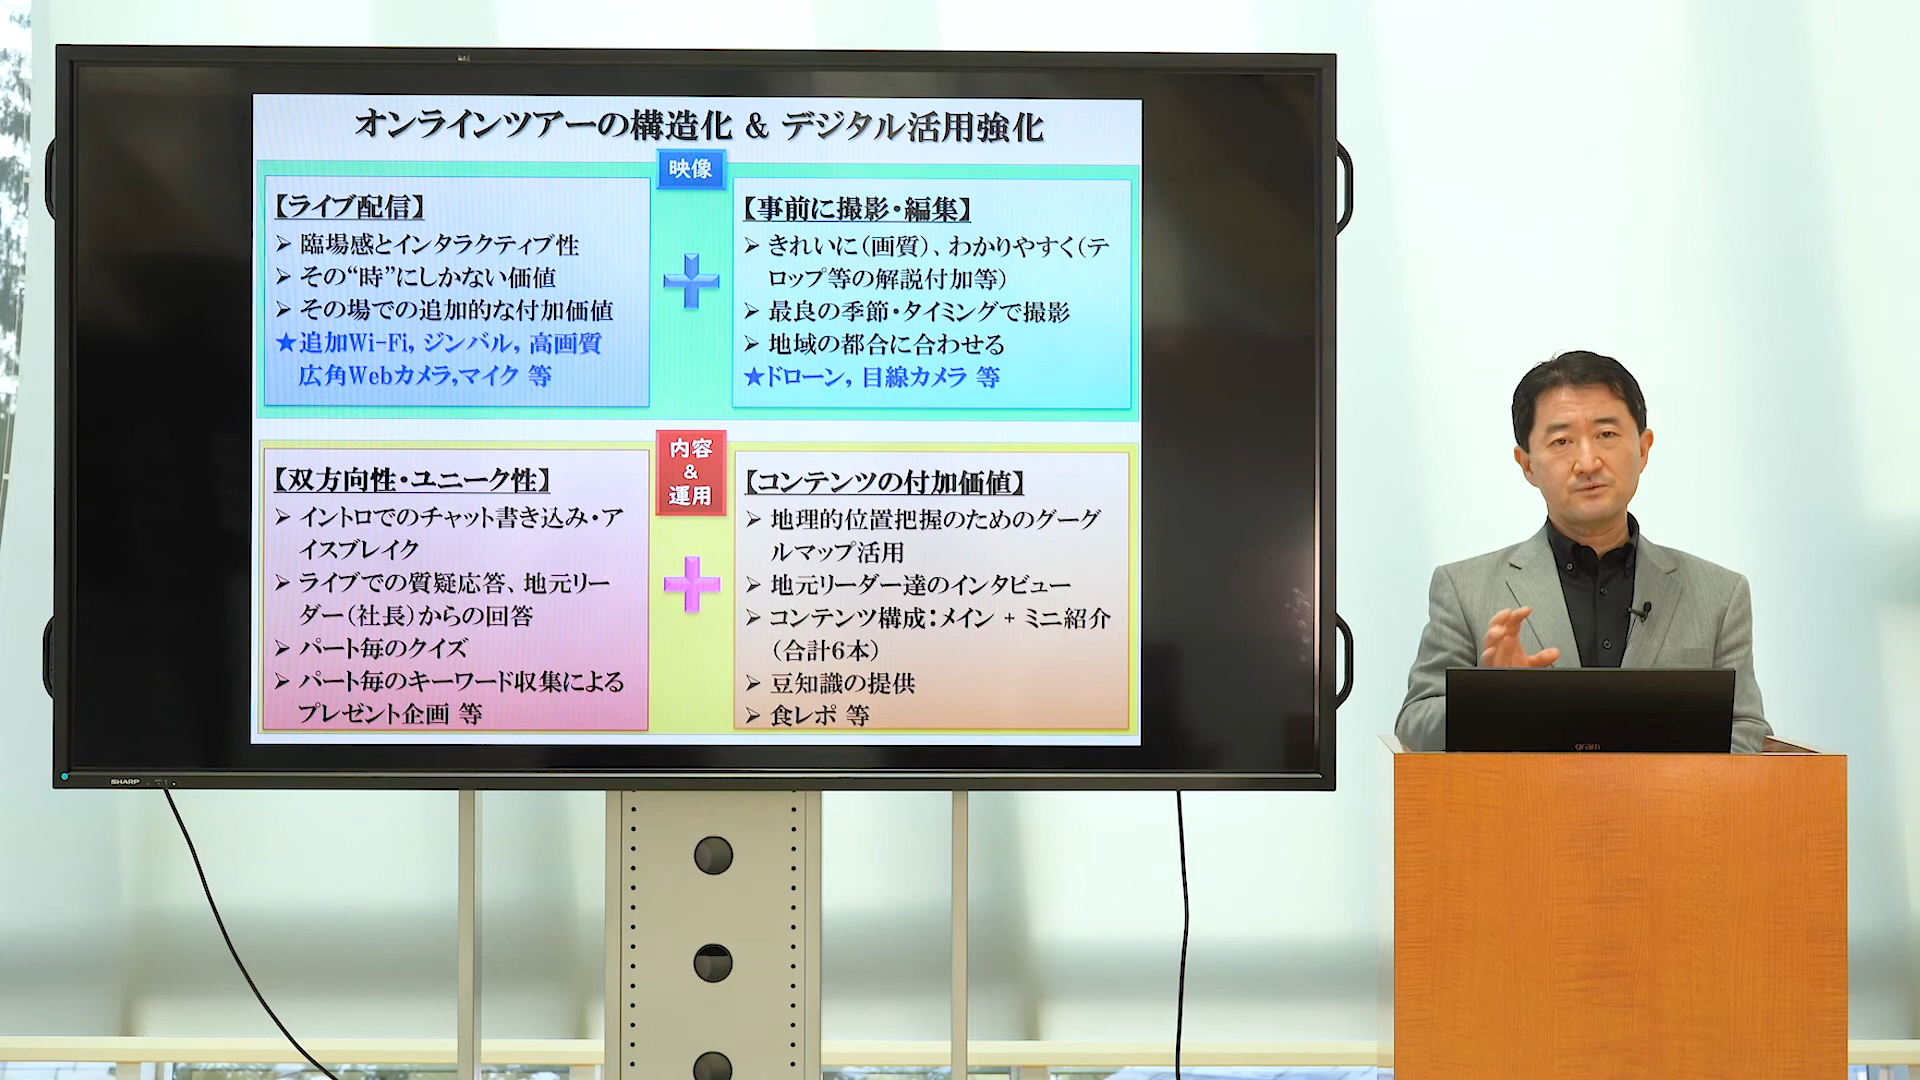 オンラインツアーの構造化 & デジタル活用強化
映像
【ライブ配信】
➢ 臨場感とインタラクティブ性
➢ その“時”にしかない価値
➢ その場での追加的な付加価値
★追加Wi-Fi, ジンバル, 高画質
広角Webカメラ,マイク 等
【事前に撮影・編集】
➢ きれいに（画質）、わかりやすく（テ
ロップ等の解説付加等）
➢ 最良の季節・タイミングで撮影
➢ 地域の都合に合わせる
★ドローン, 目線カメラ 等
内容
&
運用
【双方向性・ユニーク性】
➢ イントロでのチャット書き込み・ア
イスブレイク
➢ ライブでの質疑応答、地元リー
ダー（社長）からの回答
➢ パート毎のクイズ
➢ パート毎のキーワード収集による
プレゼント企画 等
【コンテンツの付加価値】
➢ 地理的位置把握のためのグーグ
ルマップ活用
➢ 地元リーダー達のインタビュー
➢ コンテンツ構成：メイン + ミニ紹介
（合計6本）
➢ 豆知識の提供
➢ 食レポ 等
SHARP
gram